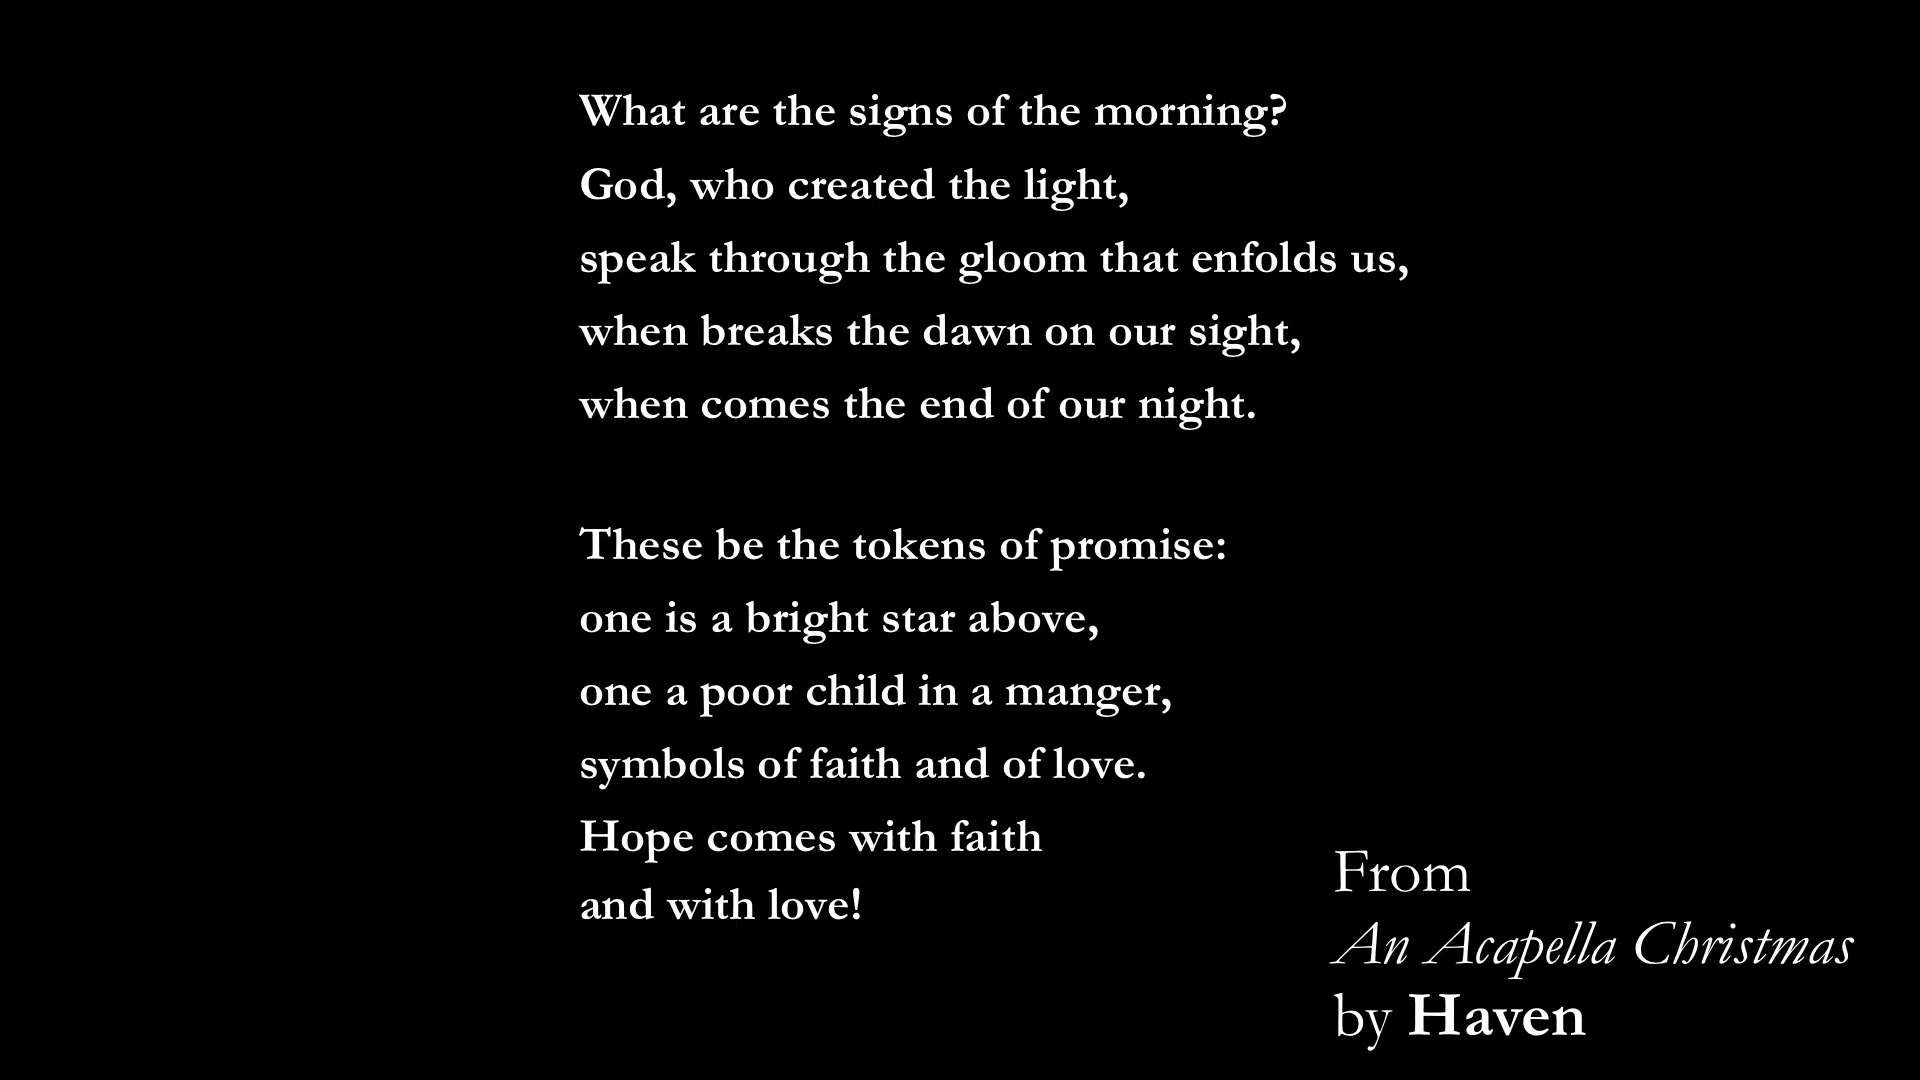 What are the signs of the morning?
God, who created the light,
speak through the gloom that enfolds us,
when breaks the dawn on our sight,
when comes the end of our night.
These be the tokens of promise:
one is a bright star above,
one a poor child in a manger,
symbols of faith and of love.
Hope comes with faith
and with love!
From
An Acapella Christmas
by Haven